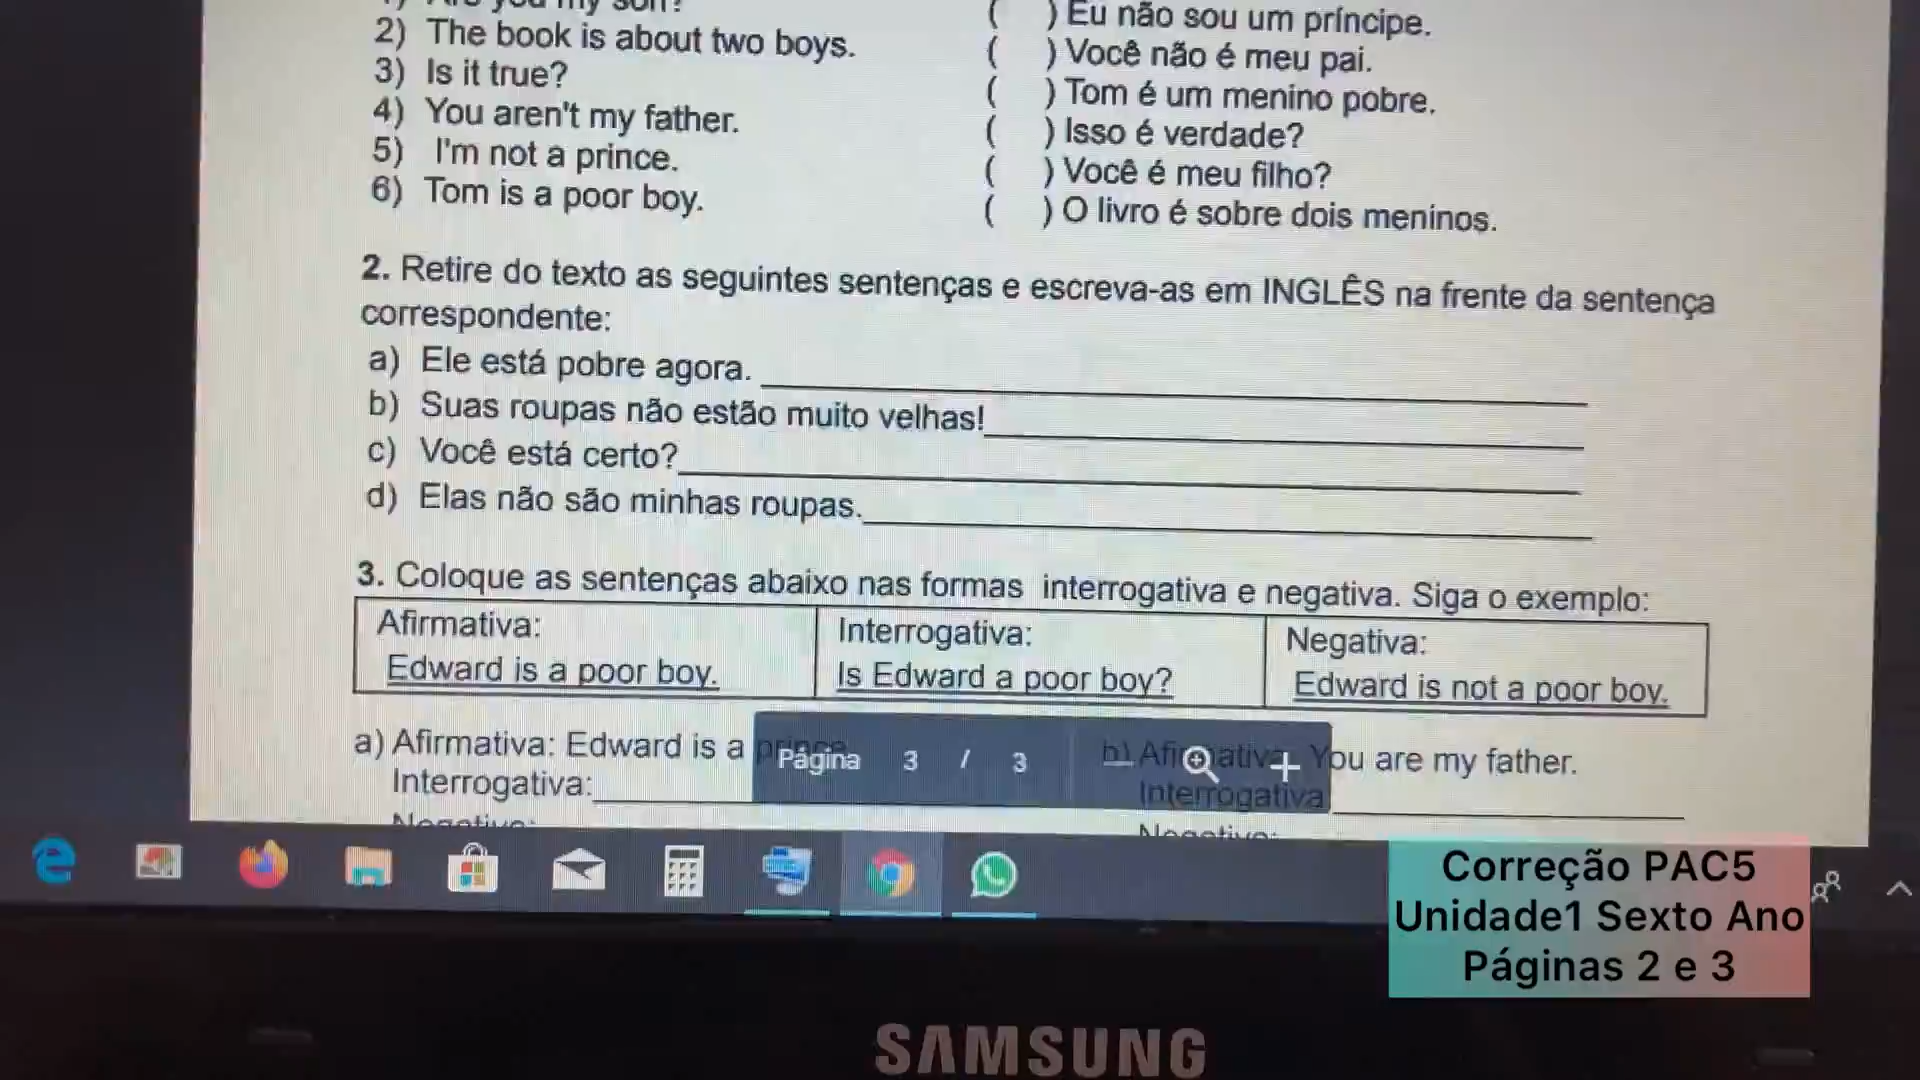 2) The book is about two boys.
3) Is it true?
4) You aren't my father.
5) I'm not a prince.
6) Tom is a poor boy.
( ) Eu não sou um príncipe.
( ) Você não é meu pai.
( ) Tom é um menino pobre.
( ) Isso é verdade?
( ) Você é meu filho?
( ) O livro é sobre dois meninos.
2. Retire do texto as seguintes sentenças e escreva-as em INGLÊS na frente da sentença
correspondente:
a) Ele está pobre agora.
b) Suas roupas não estão muito velhas!
c) Você está certo?
d) Elas não são minhas roupas.
3. Coloque as sentenças abaixo nas formas interrogativa e negativa. Siga o exemplo:
Afirmativa:
Edward is a poor boy.
Interrogativa:
Is Edward a poor boy?
Negativa:
Edward is not a poor boy.
a) Afirmativa: Edward is a prince
Interrogativa:
b) Afirmativa: You are my father.
Interrogativa
Página 3 / 3
Correção PAC5
Unidade1 Sexto Ano
Páginas 2 e 3
SAMSUNG